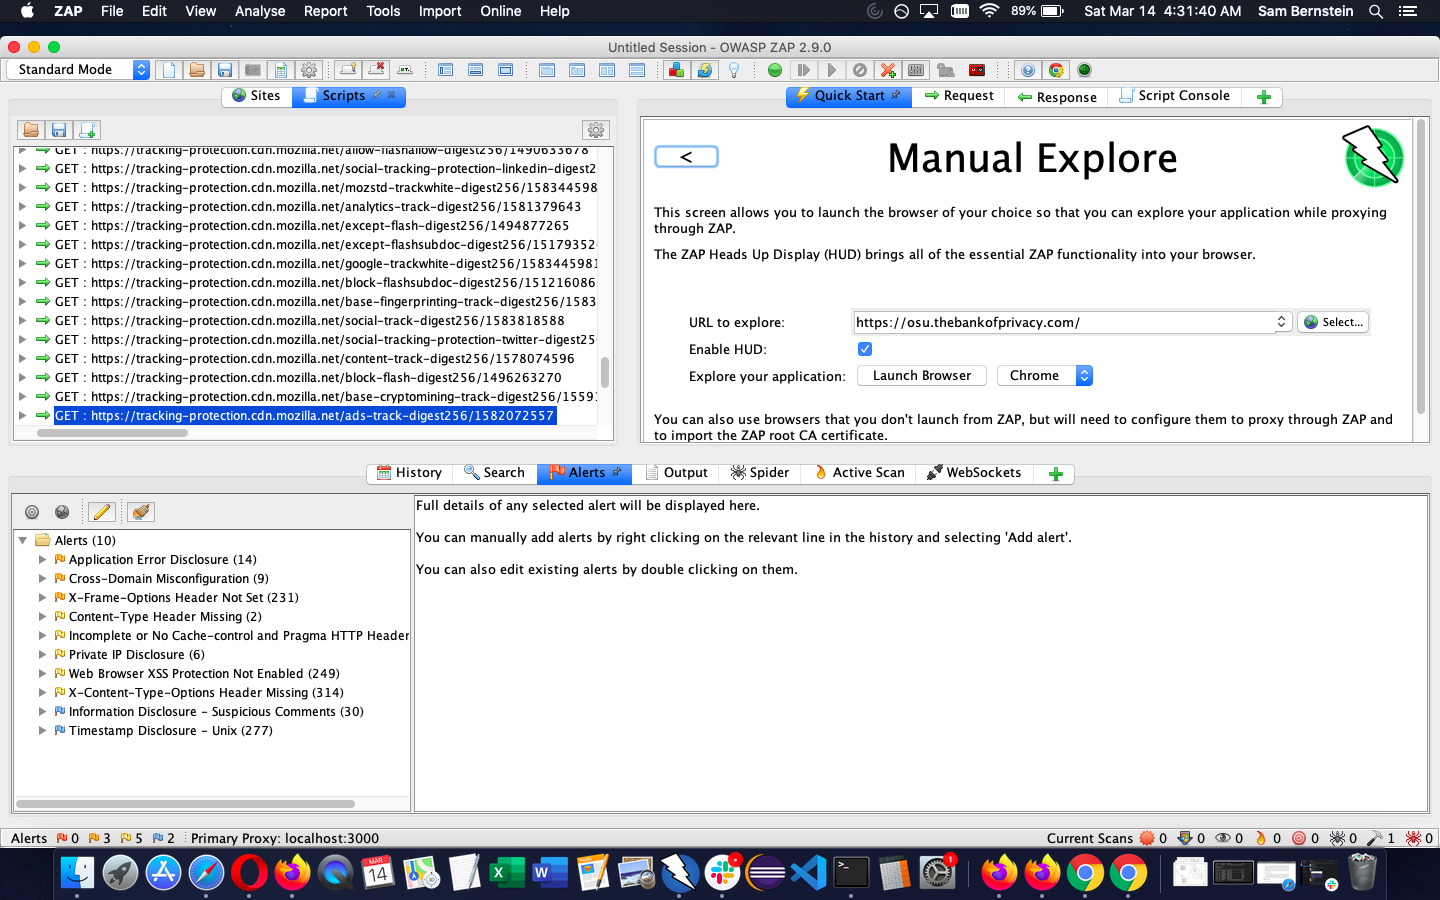 ZAP File Edit View Analyse Report Tools Import Online Help 89% Sat Mar 14 4:31:40 AM Sam Bernstein
Untitled Session - OWASP ZAP 2.9.0
Standard Mode
Sites Scripts
Quick Start Request Response Script Console
GET : https://tracking-protection.cdn.mozilla.net/allow-flashallow-digest256/1490633678
GET : https://tracking-protection.cdn.mozilla.net/social-tracking-protection-linkedin-digest2
GET : https://tracking-protection.cdn.mozilla.net/mozstd-trackwhite-digest256/158344598
GET : https://tracking-protection.cdn.mozilla.net/analytics-track-digest256/1581379643
GET : https://tracking-protection.cdn.mozilla.net/except-flash-digest256/1494877265
GET : https://tracking-protection.cdn.mozilla.net/except-flashsubdoc-digest256/151793520
GET : https://tracking-protection.cdn.mozilla.net/google-trackwhite-digest256/1583445981
GET : https://tracking-protection.cdn.mozilla.net/block-flashsubdoc-digest256/151216086
GET : https://tracking-protection.cdn.mozilla.net/base-fingerprinting-track-digest256/1583
GET : https://tracking-protection.cdn.mozilla.net/social-track-digest256/1583818588
GET : https://tracking-protection.cdn.mozilla.net/social-tracking-protection-twitter-digest25
GET : https://tracking-protection.cdn.mozilla.net/content-track-digest256/1578074596
GET : https://tracking-protection.cdn.mozilla.net/block-flash-digest256/1496263270
GET : https://tracking-protection.cdn.mozilla.net/base-cryptomining-track-digest256/1559
GET : https://tracking-protection.cdn.mozilla.net/ads-track-digest256/1582072557
<
Manual Explore
This screen allows you to launch the browser of your choice so that you can explore your application while proxying
through ZAP.
The ZAP Heads Up Display (HUD) brings all of the essential ZAP functionality into your browser.
URL to explore: https://osu.thebankofprivacy.com/ Select...
Enable HUD:
Explore your application: Launch Browser Chrome
You can also use browsers that you don't launch from ZAP, but will need to configure them to proxy through ZAP and
to import the ZAP root CA certificate.
History Search Alerts Output Spider Active Scan WebSockets
Alerts (10)
Application Error Disclosure (14)
Cross-Domain Misconfiguration (9)
X-Frame-Options Header Not Set (231)
Content-Type Header Missing (2)
Incomplete or No Cache-control and Pragma HTTP Header
Private IP Disclosure (6)
Web Browser XSS Protection Not Enabled (249)
X-Content-Type-Options Header Missing (314)
Information Disclosure - Suspicious Comments (30)
Timestamp Disclosure - Unix (277)
Full details of any selected alert will be displayed here.
You can manually add alerts by right clicking on the relevant line in the history and selecting 'Add alert'.
You can also edit existing alerts by double clicking on them.
Alerts 0 3 5 2 Primary Proxy: localhost:3000 Current Scans 0 0 0 0 0 0 1 0
MAR
14
1